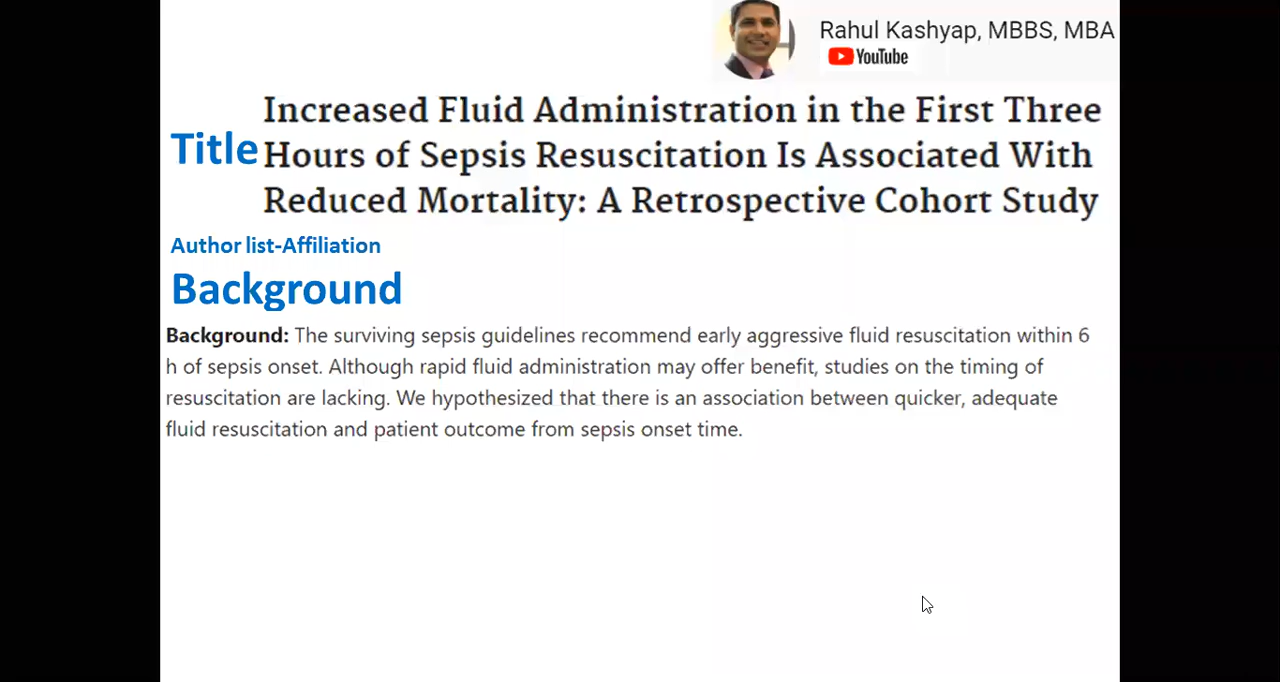 Rahul Kashyap, MBBS, MBA
YouTube
Increased Fluid Administration in the First Three
Title Hours of Sepsis Resuscitation Is Associated With
Reduced Mortality: A Retrospective Cohort Study
Author list-Affiliation
Background
Background: The surviving sepsis guidelines recommend early aggressive fluid resuscitation within 6
h of sepsis onset. Although rapid fluid administration may offer benefit, studies on the timing of
resuscitation are lacking. We hypothesized that there is an association between quicker, adequate
fluid resuscitation and patient outcome from sepsis onset time.